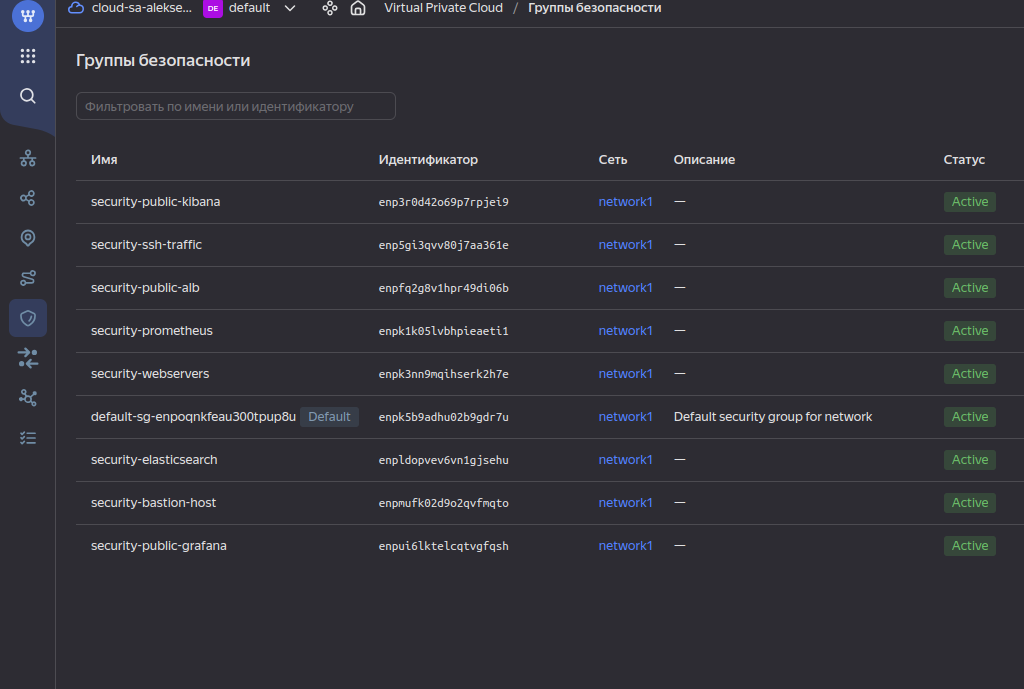 cloud-sa-alekse... DE default Virtual Private Cloud / Группы безопасности
Группы безопасности
Фильтровать по имени или идентификатору
Имя Идентификатор Сеть Описание Статус
security-public-kibana enp3r0d42o69p7rpjei9 network1 — Active
security-ssh-traffic enp5gi3qvv80j7aa361e network1 — Active
security-public-alb enpfq2g8v1hpr49di06b network1 — Active
security-prometheus enpk1k05lvbhpieaeti1 network1 — Active
security-webservers enpk3nn9mqihserk2h7e network1 — Active
default-sg-enpoqnkfeau300tpup8u Default enpk5b9adhu02b9gdr7u network1 Default security group for network Active
security-elasticsearch enpldopvev6vn1gjsehu network1 — Active
security-bastion-host enpmufk02d9o2qvfmqto network1 — Active
security-public-grafana enpui6lktelcqtvgfqsh network1 — Active